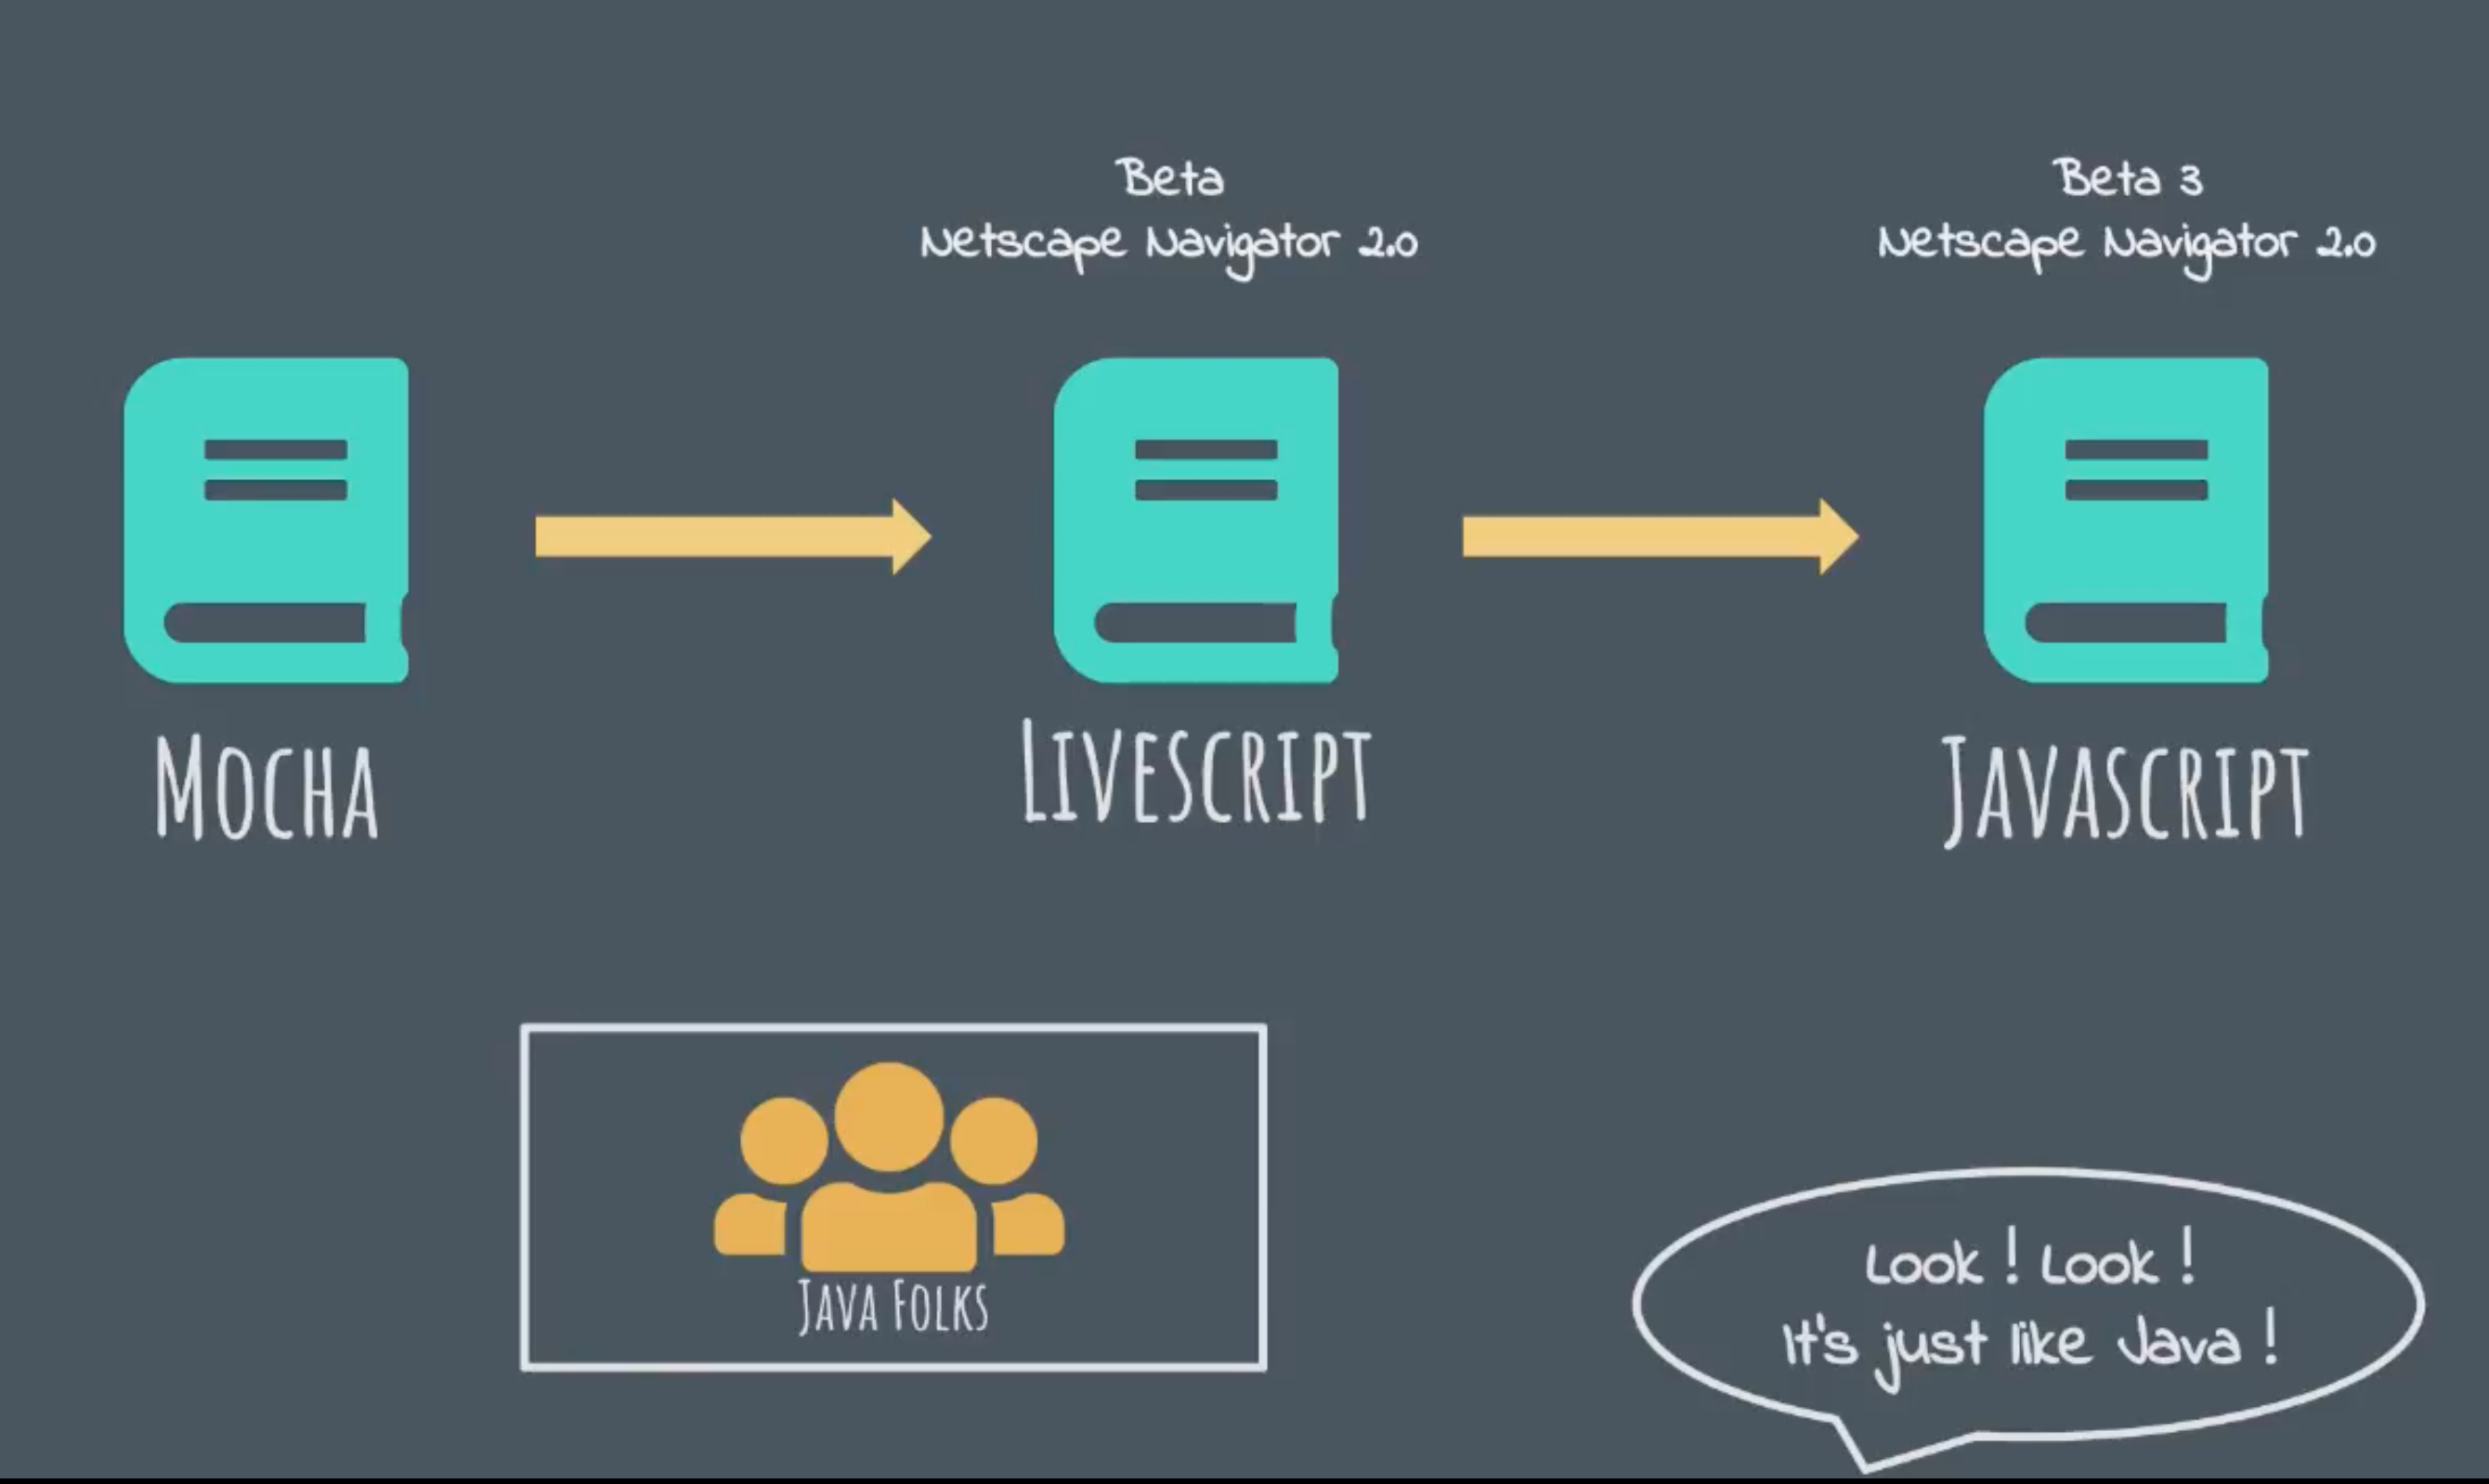 Beta
Netscape Navigator 2.0
Beta 3
Netscape Navigator 2.0
Mocha
Livescript
Javascript
Java Folks
Look ! Look !
It's just like Java !